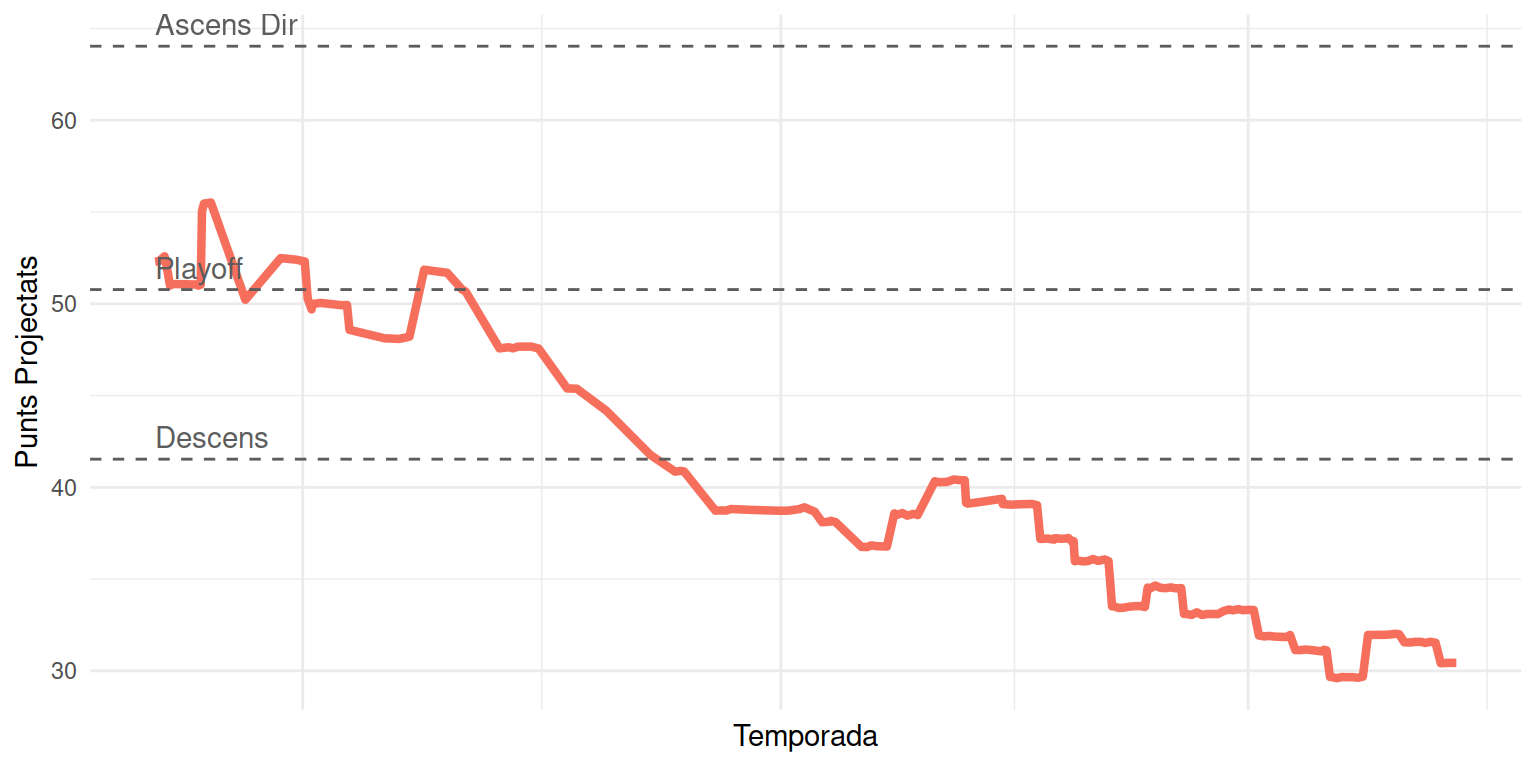 Ascens Dir
60
Playoff
50
Descens
40
30
Punts Projectats
Temporada